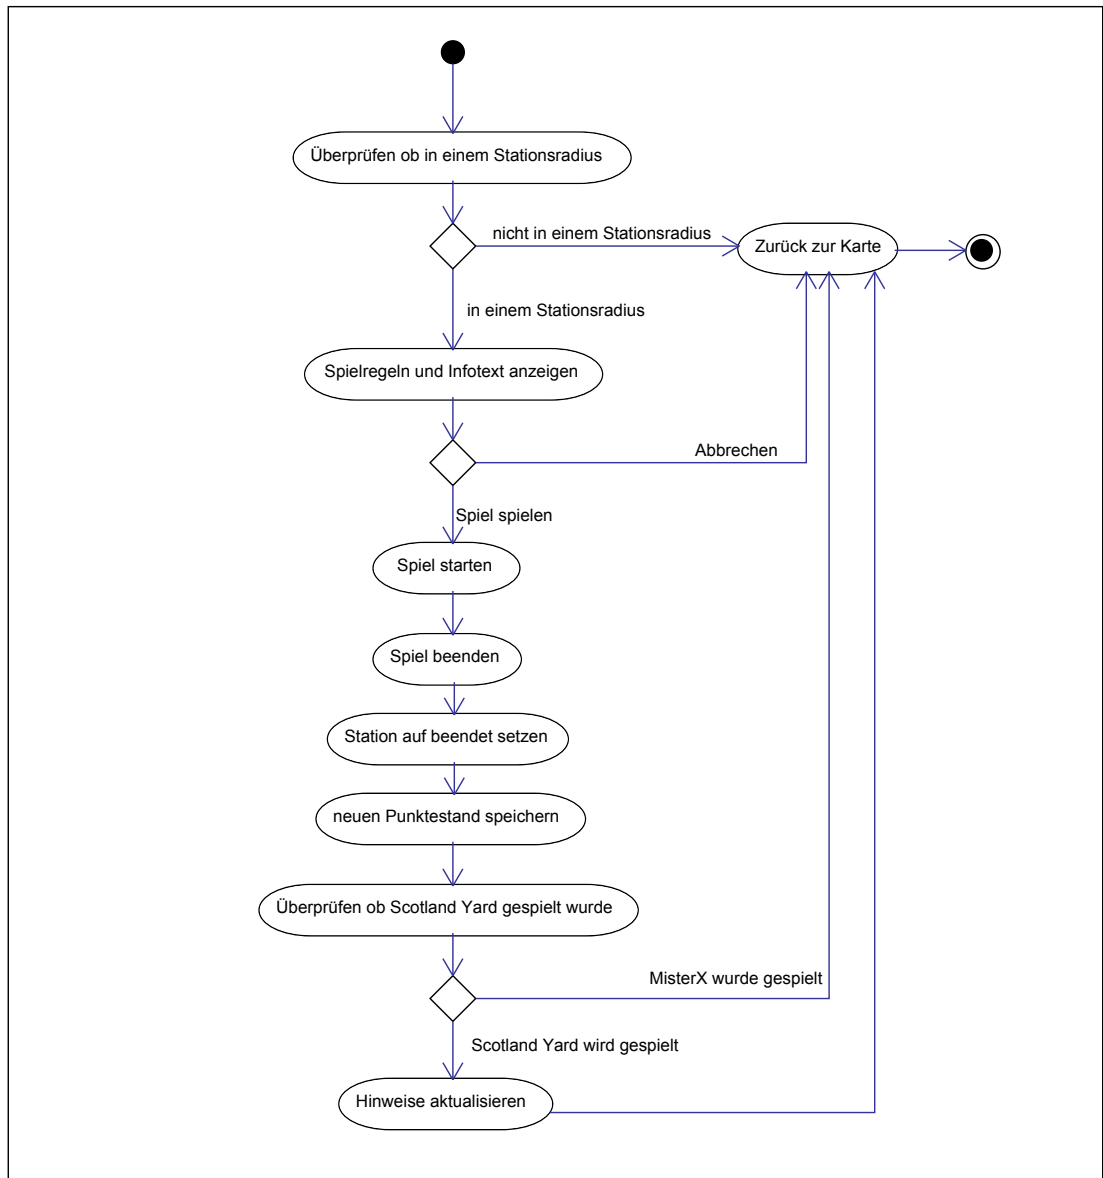 Überprüfen ob in einem Stationsradius
nicht in einem Stationsradius
Zurück zur Karte
in einem Stationsradius
Spielregeln und Infotext anzeigen
Abbrechen
Spiel spielen
Spiel starten
Spiel beenden
Station auf beendet setzen
neuen Punktestand speichern
Überprüfen ob Scotland Yard gespielt wurde
MisterX wurde gespielt
Scotland Yard wird gespielt
Hinweise aktualisieren